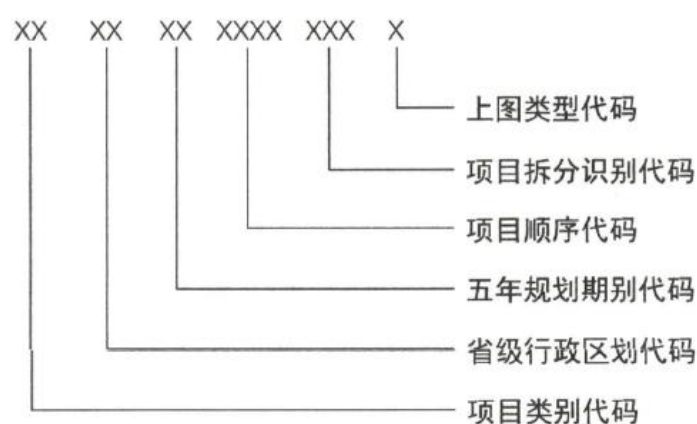 XX XX XX XXXX XXX X
上图类型代码
项目拆分识别代码
项目顺序代码
五年规划期别代码
省级行政区划代码
项目类别代码